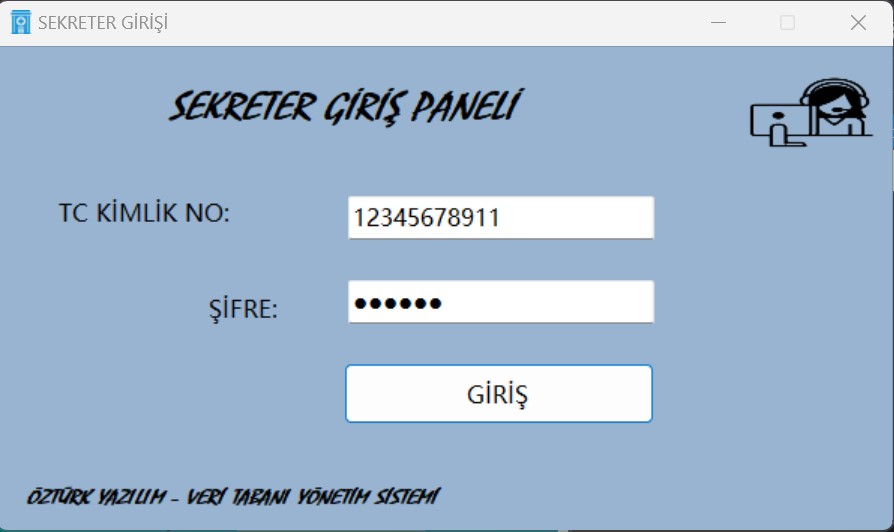 SEKRETER GİRİŞİ
SEKRETER GİRİŞ PANELİ
TC KİMLİK NO:
12345678911
ŞİFRE:
●●●●●●
GİRİŞ
ÖZTÜRK YAZILIM - VERİ TABANI YÖNETİM SİSTEMİ